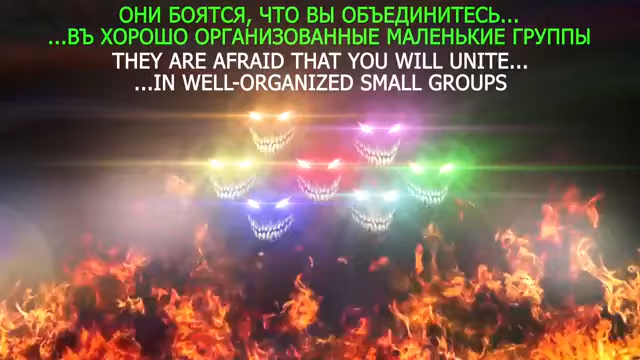 ОНИ БОЯТСЯ, ЧТО ВЫ ОБЪЕДИНИТЕСЬ...
...ВЪ ХОРОШО ОРГАНИЗОВАННЫЕ МАЛЕНЬКИЕ ГРУППЫ
THEY ARE AFRAID THAT YOU WILL UNITE...
...IN WELL-ORGANIZED SMALL GROUPS